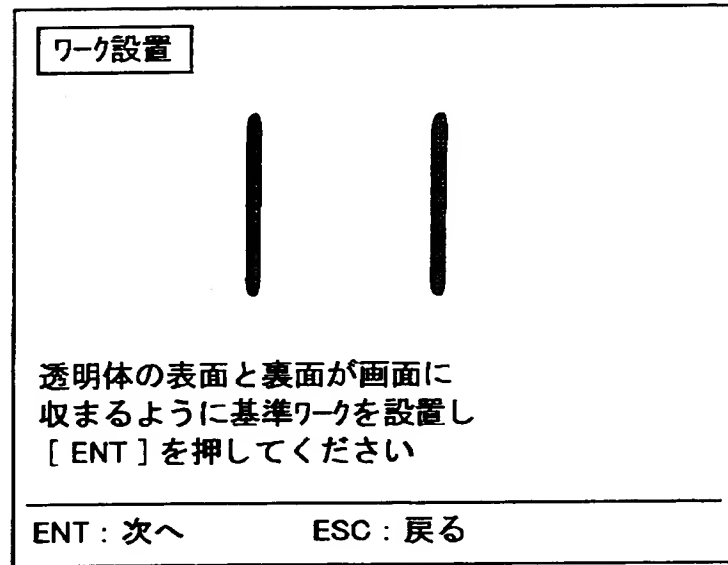 ワーク設置
透明体の表面と裏面が画面に
収まるように基準ワークを設置し
[ ENT ] を押してください
ENT : 次へ ESC : 戻る